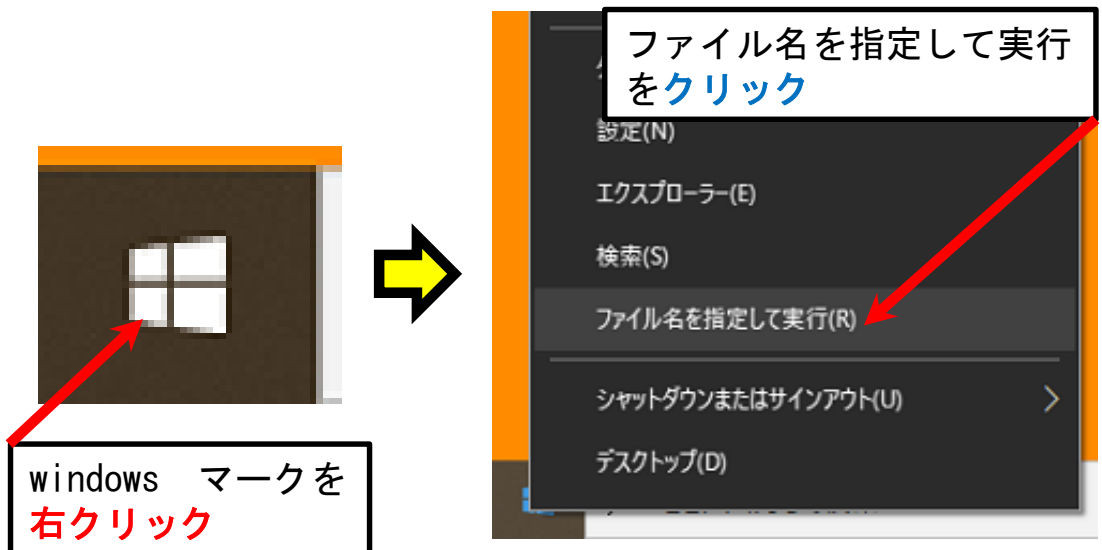 ファイル名を指定して実行
をクリック
設定(N)
エクスプローラー(E)
検索(S)
ファイル名を指定して実行(R)
シャットダウンまたはサインアウト(U)
デスクトップ(D)
windows　マークを
右クリック